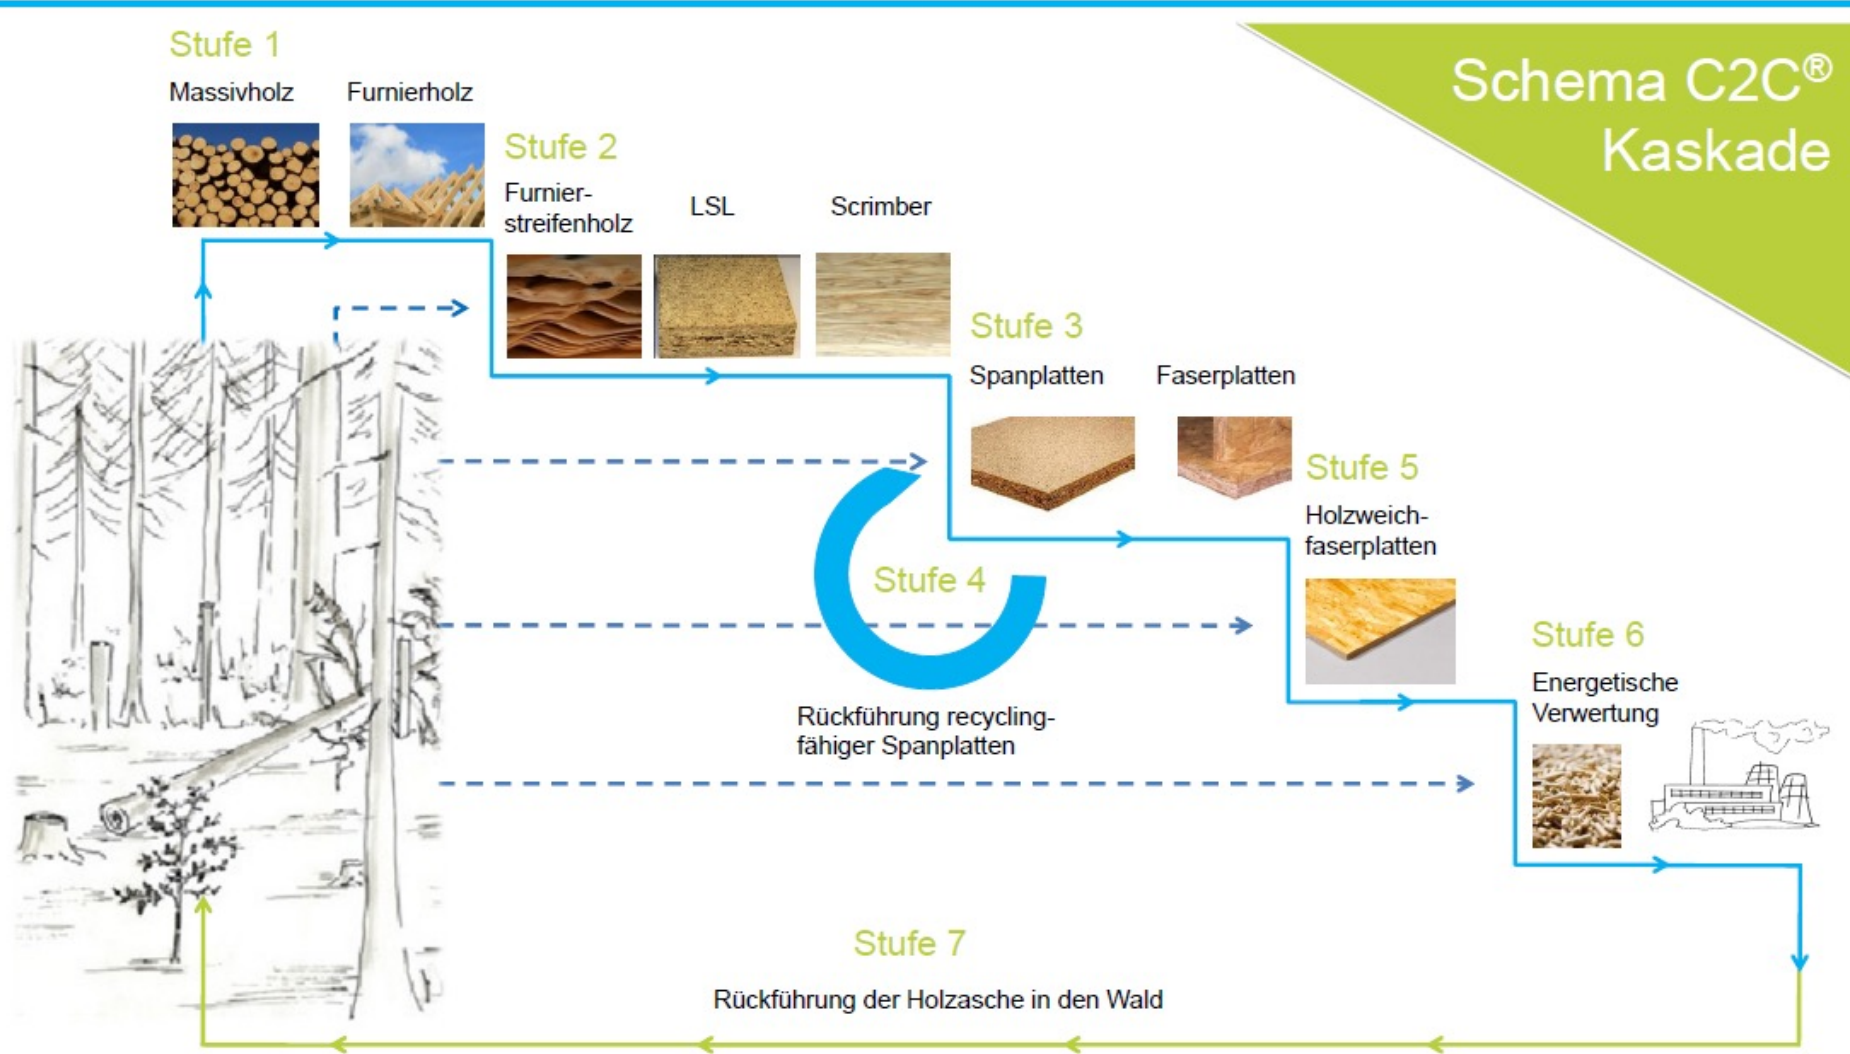 Schema C2C®
Kaskade
Stufe 1
Massivholz
Furnierholz
Stufe 2
Furnier-
streifenholz
LSL
Scrimber
Stufe 3
Spanplatten
Faserplatten
Stufe 4
Rückführung recycling-
fähiger Spanplatten
Stufe 5
Holzweich-
faserplatten
Stufe 6
Energetische
Verwertung
Stufe 7
Rückführung der Holzasche in den Wald